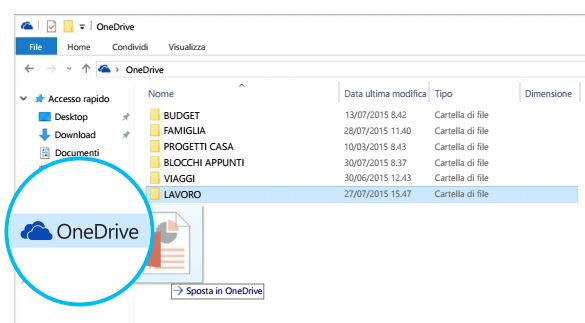 OneDrive
File Home Condividi Visualizza
OneDrive
Nome Data ultima modifica Tipo Dimensione
Accesso rapido
Desktop
Download
Documenti
BUDGET 13/07/2015 8.42 Cartella di file
FAMIGLIA 28/07/2015 11.40 Cartella di file
PROGETTI CASA 10/03/2015 8.43 Cartella di file
BLOCCHI APPUNTI 30/07/2015 8.37 Cartella di file
VIAGGI 30/06/2015 12.43 Cartella di file
LAVORO 27/07/2015 15.47 Cartella di file
OneDrive
Sposta in OneDrive